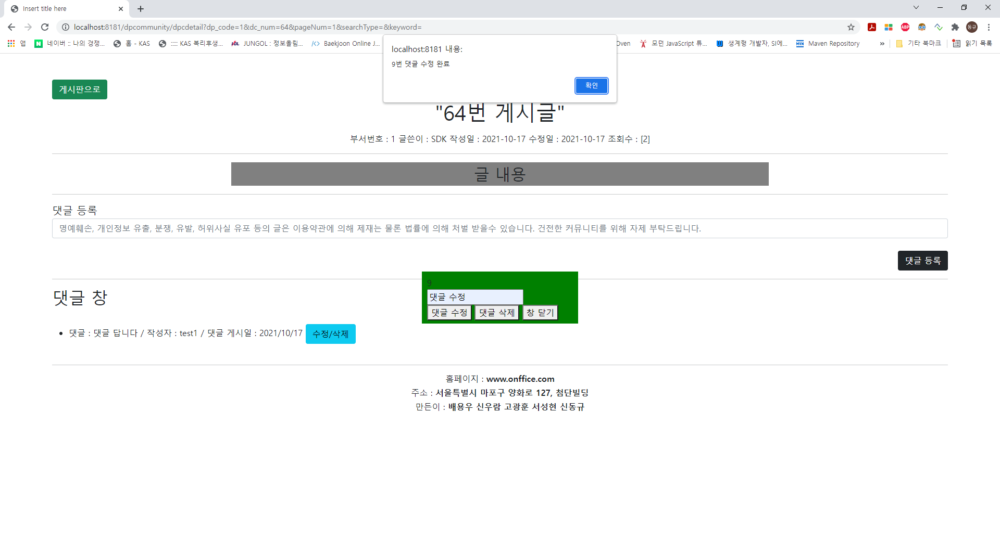 Insert title here
localhost:8181/dpcommunity/dpcdetail?dp_code=1&dc_num=64&pageNum=1&searchType=&keyword=
ABP
동규
앱
N
네이버 :: 나의 경쟁...
홈 - KAS
::::: KAS 복리후생...
JOL
JUNGOL : 정보올림...
</> Baekjoon Online J...
Oven
모던 JavaScript 튜...
생계형 개발자, SI에...
MVN
Maven Repository
»
기타 북마크
읽기 목록
localhost:8181 내용:
9번 댓글 수정 완료
확인
게시판으로
"64번 게시글"
부서번호 : 1 글쓴이 : SDK 작성일 : 2021-10-17 수정일 : 2021-10-17 조회수 : [2]
글 내용
댓글 등록
명예훼손, 개인정보 유출, 분쟁, 유발, 허위사실 유포 등의 글은 이용약관에 의해 제재는 물론 법률에 의해 처벌 받을수 있습니다. 건전한 커뮤니티를 위해 자제 부탁드립니다.
댓글 등록
9
댓글 수정
댓글 수정 댓글 삭제 창 닫기
댓글 창
• 댓글 : 댓글 답니다 / 작성자 : test1 / 댓글 게시일 : 2021/10/17 수정/삭제
홈페이지 : www.onffice.com
주소 : 서울특별시 마포구 양화로 127, 첨단빌딩
만든이 : 배용우 신우람 고광훈 서성현 신동규